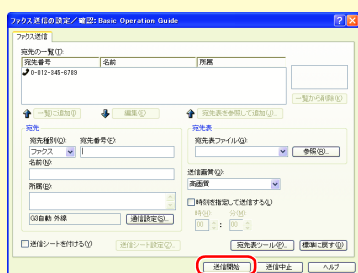 ファクス送信の設定／確認: Basic Operation Guide
ファクス送信
宛先の一覧(T):
宛先番号 名前 所属
0-012-345-6789
一覧から削除(K)
一覧に追加(I) 編集(E) 宛先表を参照して追加(J)...
宛先
宛先種別(Q): 宛先番号(F):
ファクス
名前(N):
所属(B):
G3自動 外線 通信設定(S)...
宛先表
宛先表ファイル(G):
参照(R)...
送信画質(Q):
高画質
時刻を指定して送信する(L)
時(H): 分(M):
00 : 00
送信シートを付ける(Y) 送信シート設定(C)... 宛先表ツール(P)... 標準に戻す(D)
送信開始 送信中止 ヘルプ